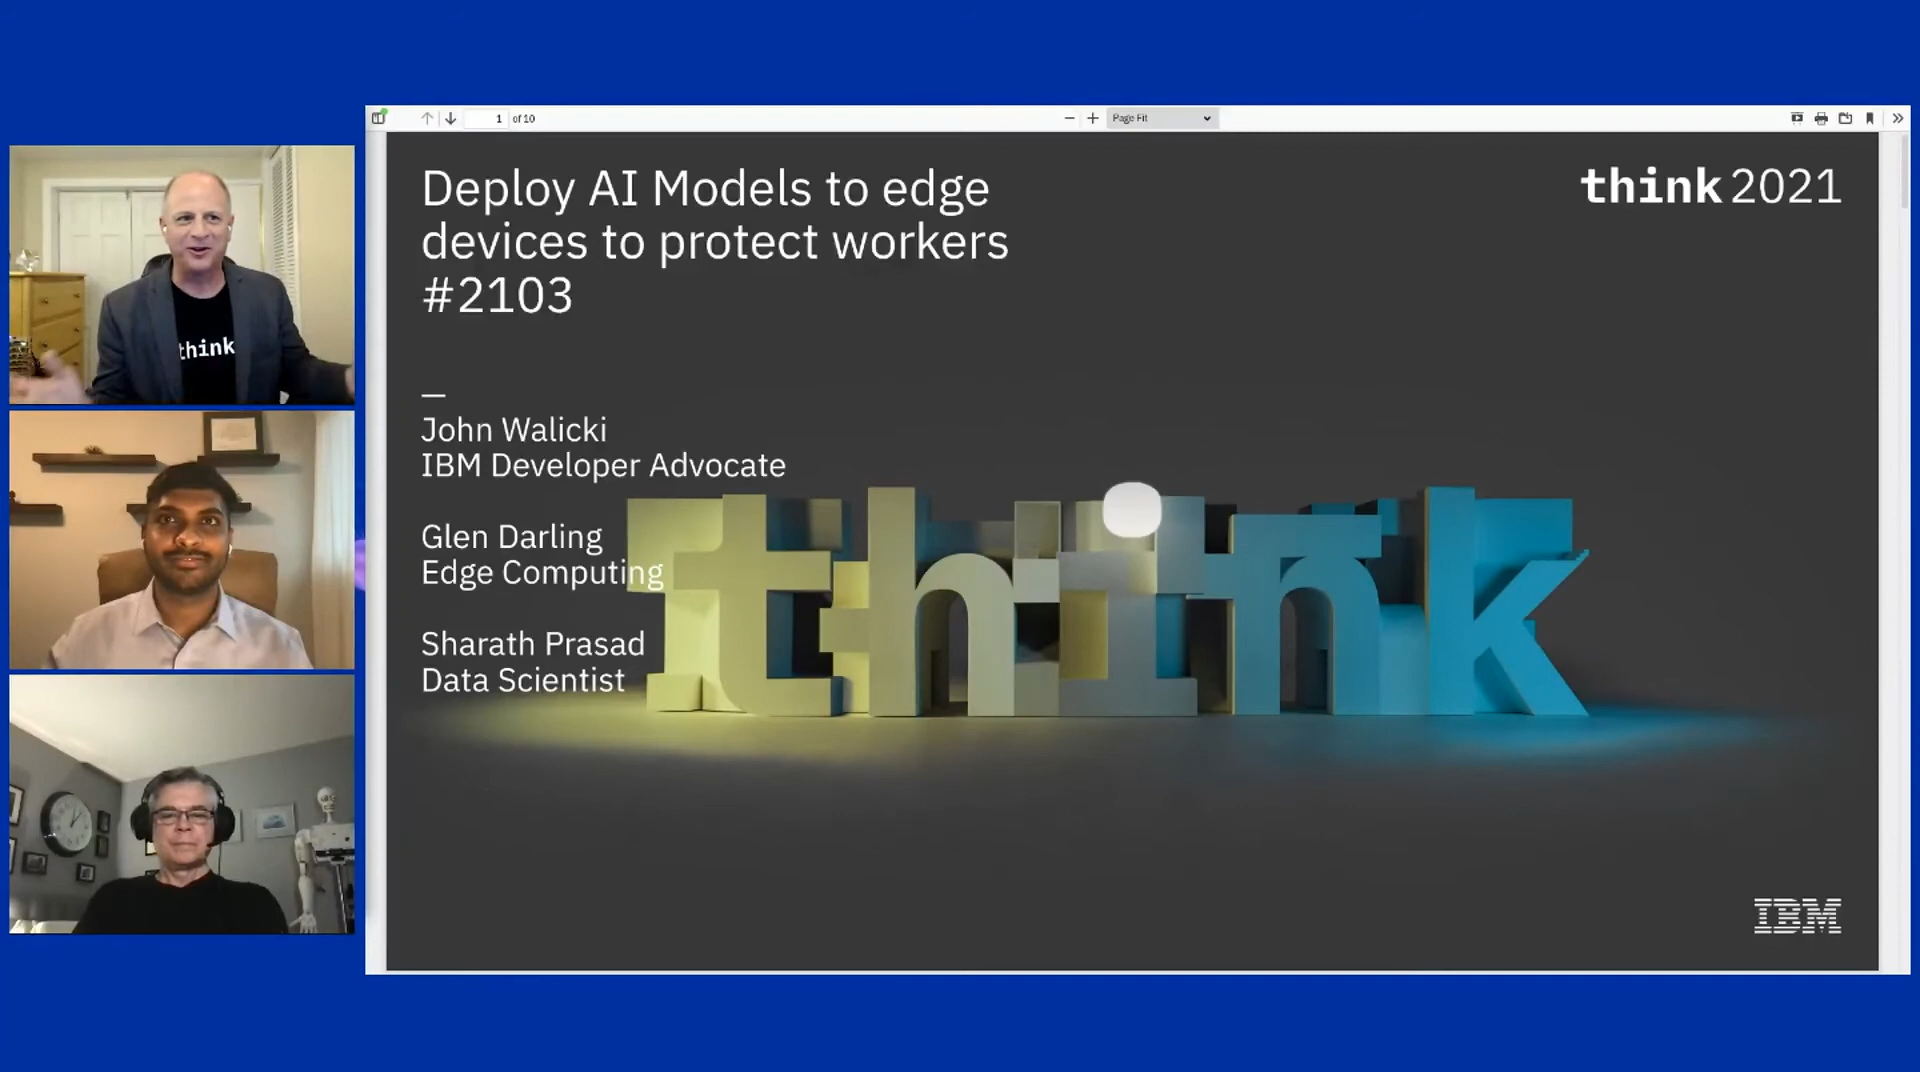 1 of 10
Page Fit
Deploy AI Models to edge
devices to protect workers
#2103
think 2021
—
John Walicki
IBM Developer Advocate
Glen Darling
Edge Computing
Sharath Prasad
Data Scientist
think
IBM
think